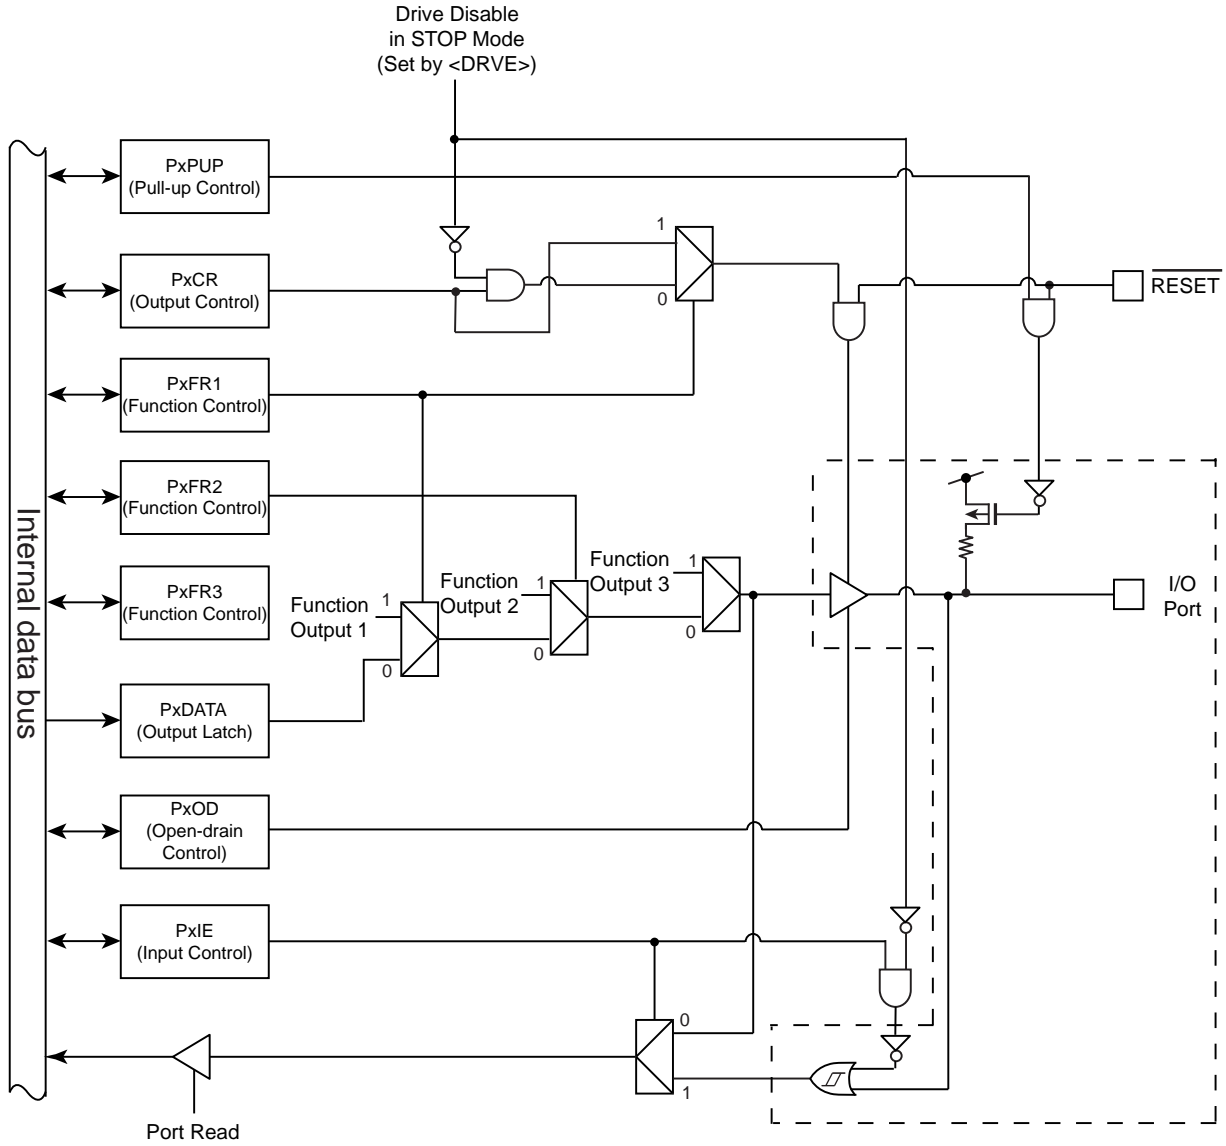 Drive Disable
in STOP Mode
(Set by <DRVE>)
PxPUP
(Pull-up Control)
1
PxCR
(Output Control)
0
RESET
PxFR1
(Function Control)
PxFR2
(Function Control)
Internal data bus
Function
Output 3
1
0
Function
Output 2
1
0
PxFR3
(Function Control)
Function
Output 1
1
0
I/O
Port
PxDATA
(Output Latch)
PxOD
(Open-drain
Control)
PxIE
(Input Control)
0
1
Port Read